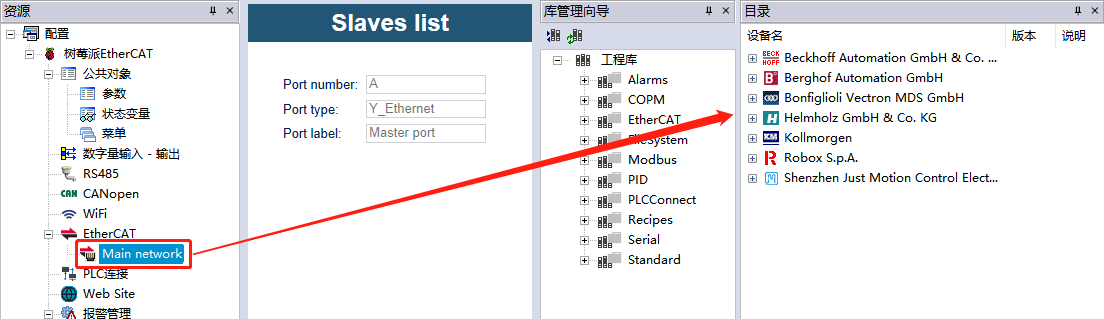 资源
配置
树莓派EtherCAT
公共对象
参数
状态变量
菜单
数字量输入 - 输出
RS485
CAN CANopen
WiFi
EtherCAT
Main network
PLC连接
Web Site
报警管理
Slaves list
Port number: A
Port type: Y_Ethernet
Port label: Master port
库管理向导
工程库
Alarms
COPM
EtherCAT
FileSystem
Modbus
PID
PLCConnect
Recipes
Serial
Standard
目录
设备名 版本 说明
BECKHOFF Beckhoff Automation GmbH & Co. ...
B Berghof Automation GmbH
Bonfiglioli Vectron MDS GmbH
H Helmholz GmbH & Co. KG
KM Kollmorgen
R Robox S.p.A.
Shenzhen Just Motion Control Elect...